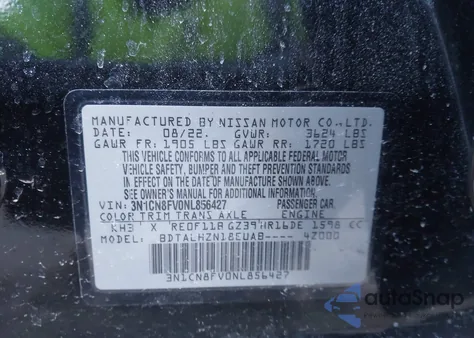 MANUFACTURED BY NISSAN MOTOR CO.,LTD.
DATE: 08/22. GVWR: 3624 LBS
GAWR FR: 1905 LBS GAWR RR: 1720 LBS
THIS VEHICLE CONFORMS TO ALL APPLICABLE FEDERAL MOTOR
VEHICLE SAFETY, BUMPER AND THEFT PREVENTION STANDARDS
IN EFFECT ON THE DATE OF MANUFACTURE SHOWN ABOVE.
SEE OWNER'S MANUAL FOR ADDITIONAL INFORMATION.
VIN: 3N1CN8FV0NL856427 PASSENGER CAR
COLOR TRIM TRANS AXLE ENGINE
KH3 X RE0F11B GZ39 HR16DE 1598 CC
MODEL: BDTALHZN18EUAB---- 4Z000
3N1CN8FV0NL856427
autoSnap